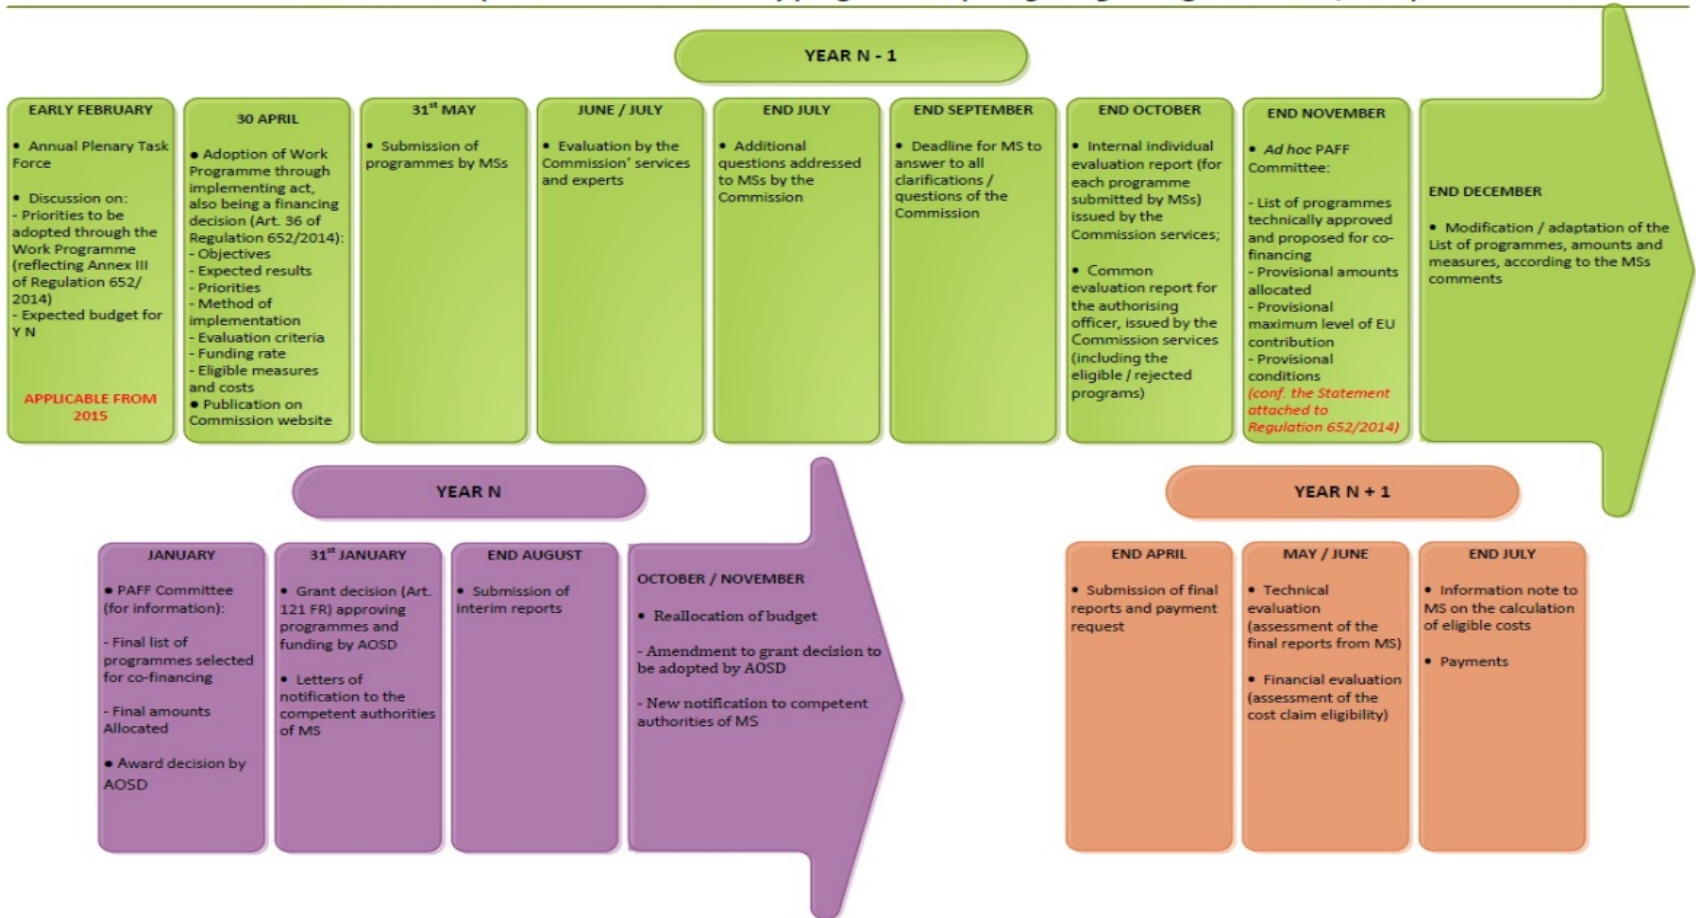 YEAR N - 1
EARLY FEBRUARY
• Annual Plenary Task
Force
• Discussion on:
- Priorities to be
adopted through the
Work Programme
(reflecting Annex III
of Regulation 652/
2014)
- Expected budget for
Y N
APPLICABLE FROM
2015
30 APRIL
● Adoption of Work
Programme through
implementing act,
also being a financing
decision (Art. 36 of
Regulation 652/2014):
- Objectives
- Expected results
- Priorities
- Method of
implementation
- Evaluation criteria
- Funding rate
- Eligible measures
and costs
● Publication on
Commission website
31st MAY
• Submission of
programmes by MSs
JUNE / JULY
• Evaluation by the
Commission' services
and experts
END JULY
• Additional
questions addressed
to MSs by the
Commission
END SEPTEMBER
• Deadline for MS to
answer to all
clarifications /
questions of the
Commission
END OCTOBER
• Internal individual
evaluation report (for
each programme
submitted by MSs)
issued by the
Commission services;
• Common
evaluation report for
the authorising
officer, issued by the
Commission services
(including the
eligible / rejected
programs)
END NOVEMBER
• Ad hoc PAFF
Committee:
- List of programmes
technically approved
and proposed for co-
financing
- Provisional amounts
allocated
- Provisional
maximum level of EU
contribution
- Provisional
conditions
(conf. the Statement
attached to
Regulation 652/2014)
END DECEMBER
• Modification / adaptation of the
List of programmes, amounts and
measures, according to the MSs
comments
YEAR N
JANUARY
● PAFF Committee
(for information):
- Final list of
programmes selected
for co-financing
- Final amounts
Allocated
● Award decision by
AOSD
31st JANUARY
• Grant decision (Art.
121 FR) approving
programmes and
funding by AOSD
• Letters of
notification to the
competent authorities
of MS
END AUGUST
• Submission of
interim reports
OCTOBER / NOVEMBER
• Reallocation of budget
- Amendment to grant decision to
be adopted by AOSD
- New notification to competent
authorities of MS
YEAR N + 1
END APRIL
• Submission of final
reports and payment
request
MAY / JUNE
• Technical
evaluation
(assessment of the
final reports from MS)
• Financial evaluation
(assessment of the
cost claim eligibility)
END JULY
• Information note to
MS on the calculation
of eligible costs
• Payments